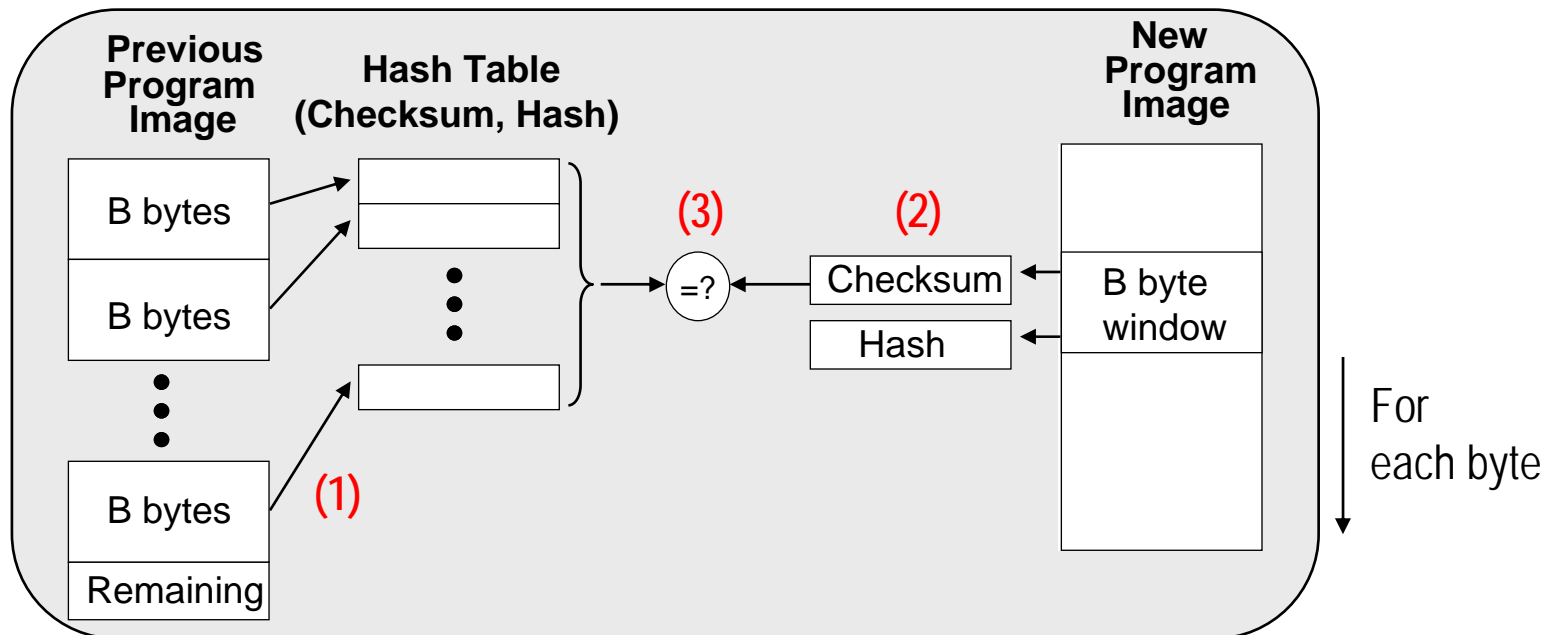 Previous
Program
Image
Hash Table
(Checksum, Hash)
New
Program
Image
B bytes
B bytes
B bytes
Remaining
(1)
(3)
=?
(2)
Checksum
Hash
B byte
window
For
each byte